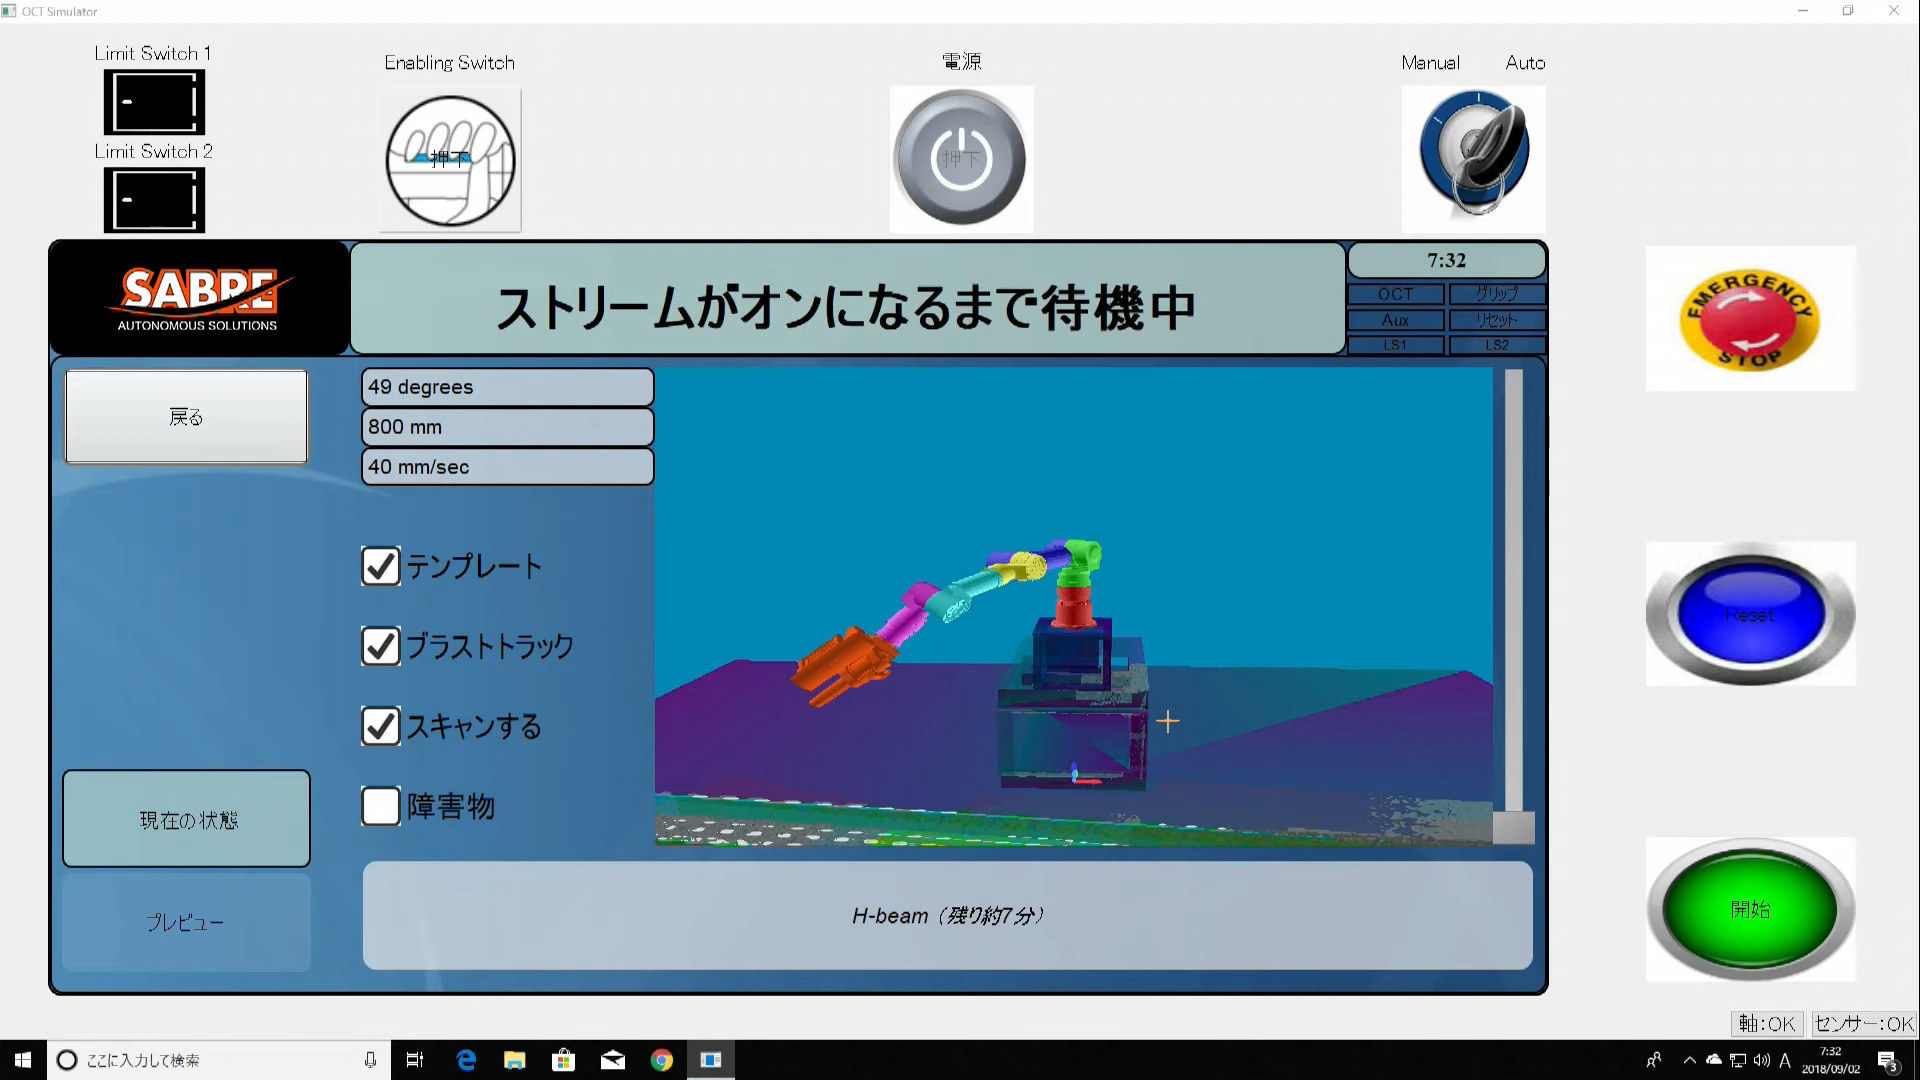 OCT Simulator
Limit Switch 1
Enabling Switch
電源
Manual
Auto
Limit Switch 2
押下
押下
SABRE
AUTONOMOUS SOLUTIONS
ストリームがオンになるまで待機中
7:32
OCT
グリップ
Aux
リセット
LS1
LS2
EMERGENCY
STOP
戻る
49 degrees
800 mm
40 mm/sec
テンプレート
ブラストトラック
スキャンする
障害物
Reset
現在の状態
プレビュー
H-beam（残り約7分）
開始
軸:OK
センサー:OK
ここに入力して検索
A
7:32
2018/09/02
3